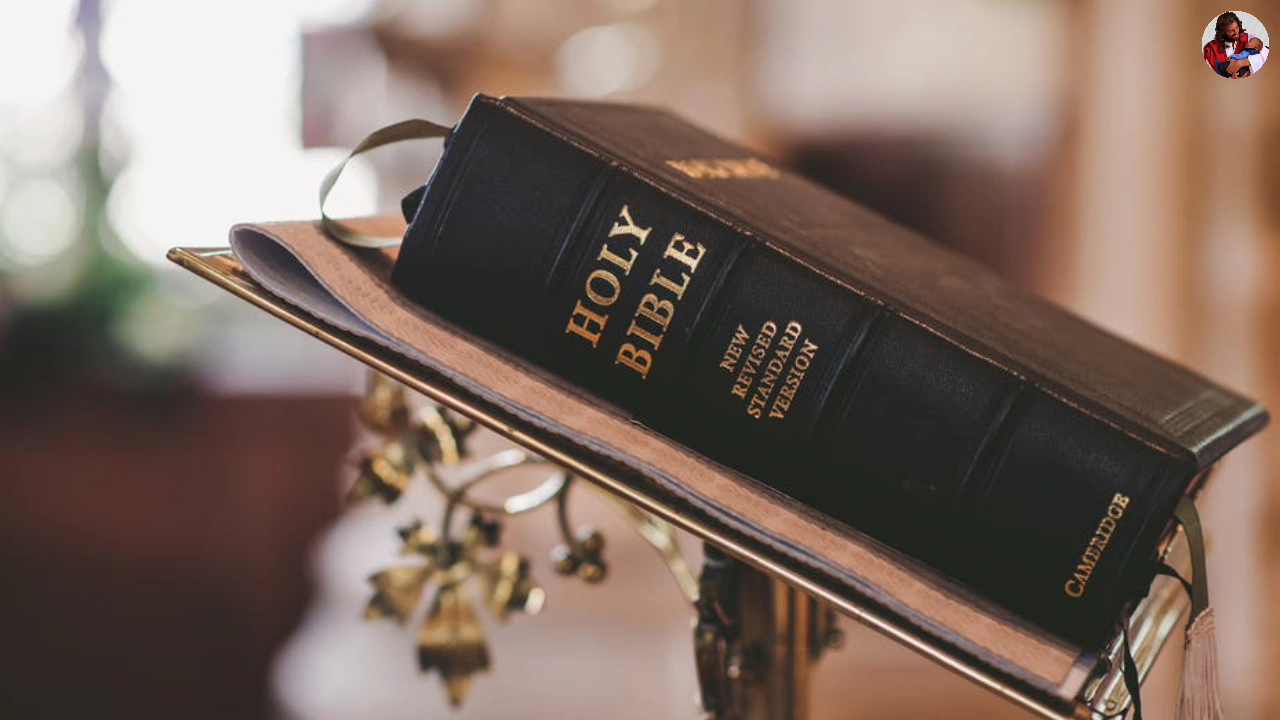 HOLY
BIBLE
NEW
REVISED
STANDARD
VERSION
CAMBRIDGE